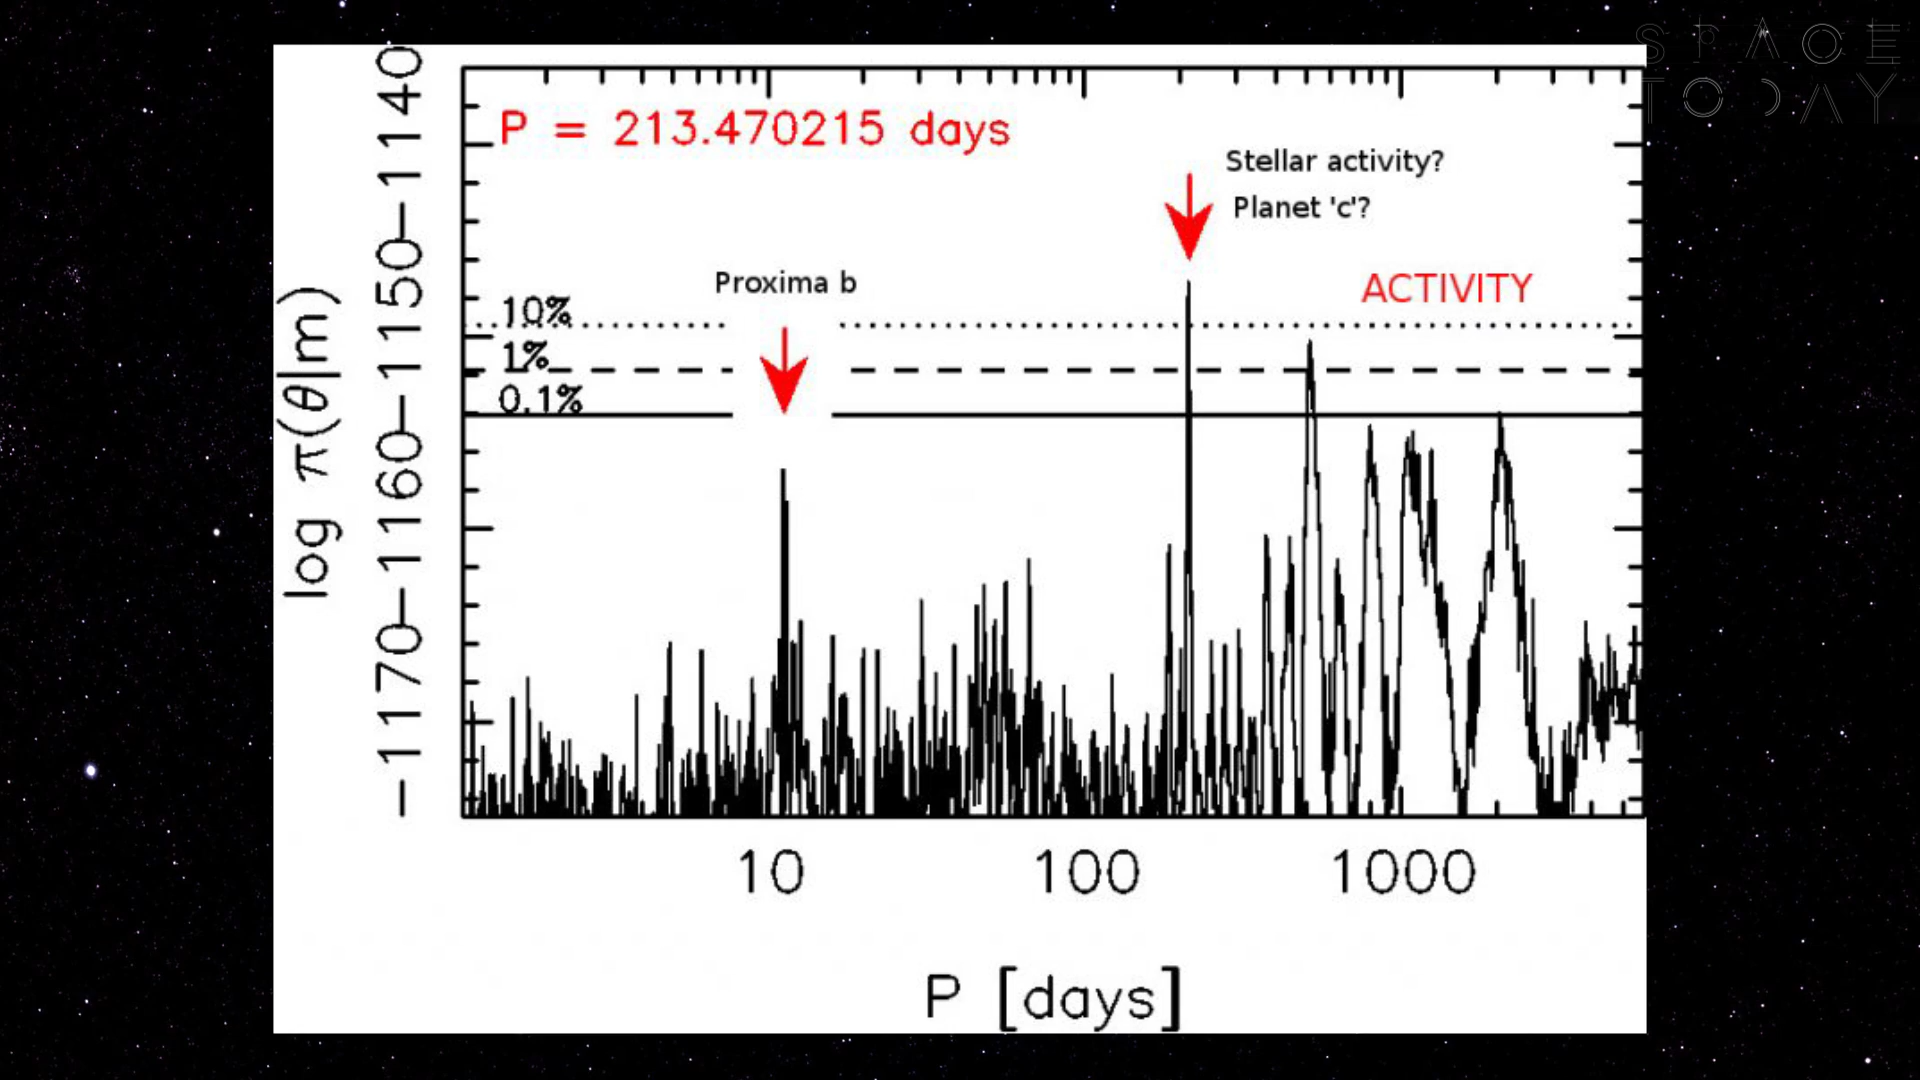 SPACE
TODAY
P = 213.470215 days
Stellar activity?
Planet 'c'?
Proxima b
ACTIVITY
10%
1%
0.1%
-1140
-1150
-1160
-1170
log π(θ|m)
10 100 1000
P [days]